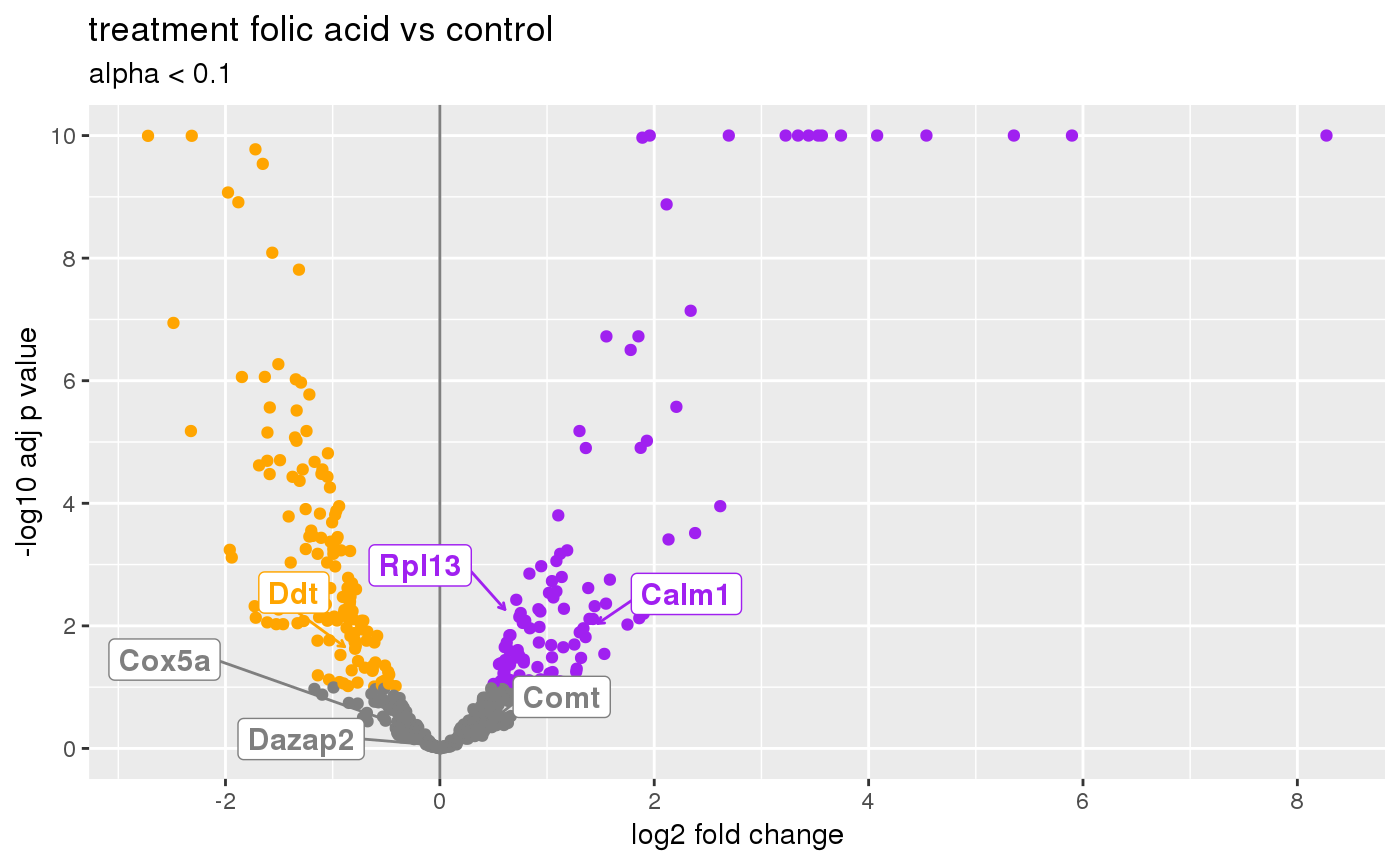 treatment folic acid vs control
alpha < 0.1
-log10 adj p value
10
8
6
4
2
0
Rpl13
Ddt
Calm1
Cox5a
Comt
Dazap2
-2
0
2
4
6
8
log2 fold change